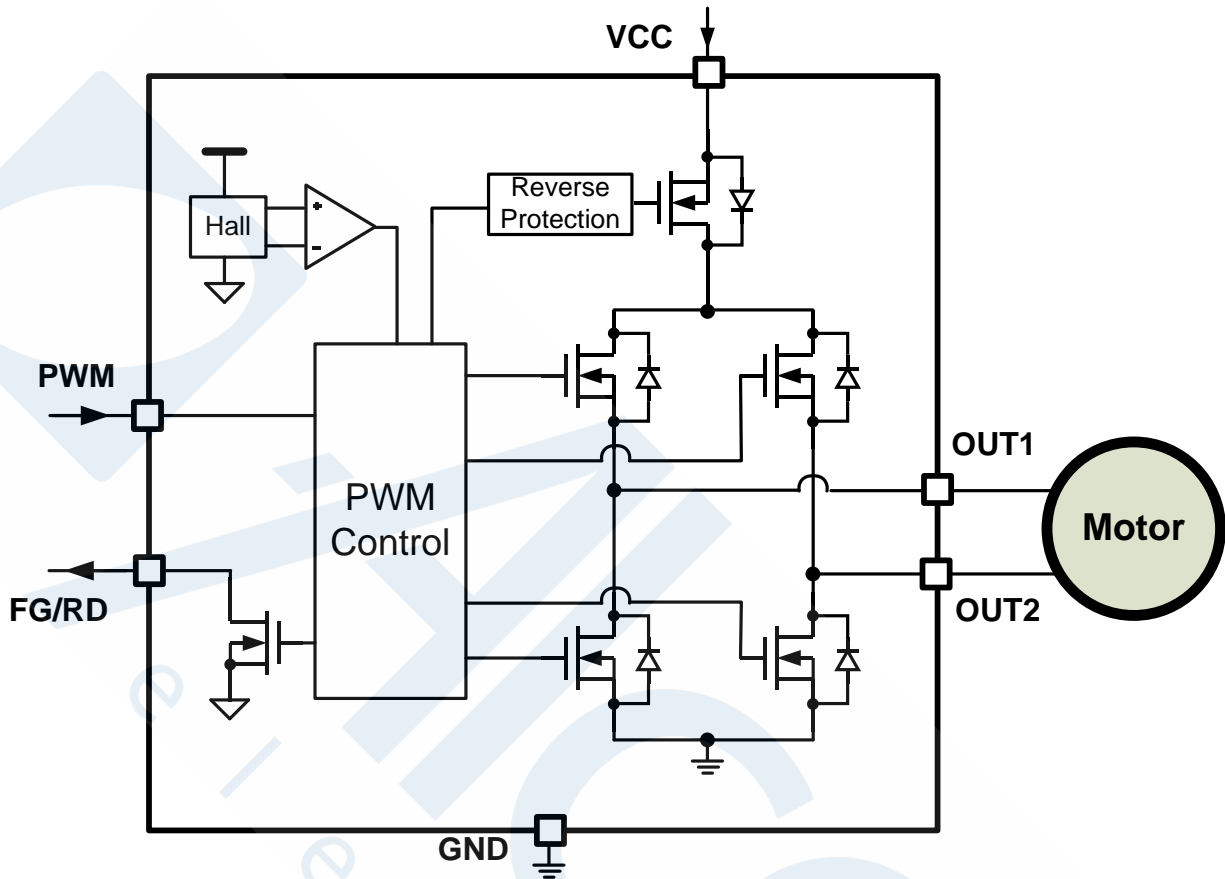 VCC
Reverse
Protection
Hall
+
-
PWM
OUT1
PWM
Control
Motor
FG/RD
OUT2
GND
e
l
e